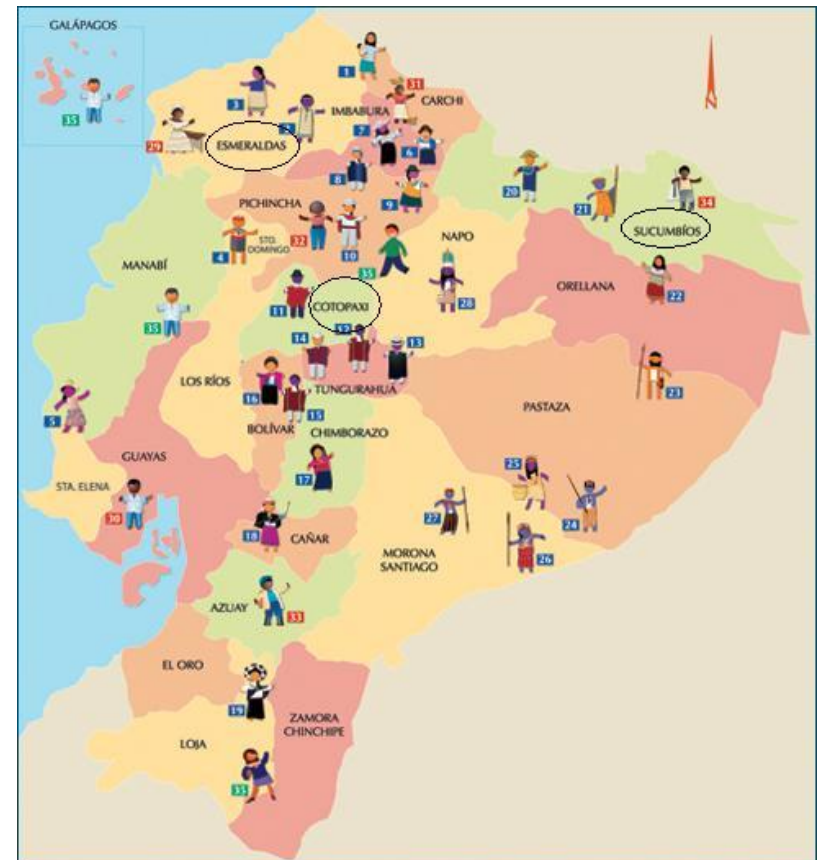 GALÁPAGOS
35
1
31
CARCHI
3
2
IMBABURA
7
6
29
ESMERALDAS
8
9
20
21
34
SUCUMBÍOS
PICHINCHA
32
10
4
STO.
DOMINGO
35
NAPO
28
MANABÍ
35
11
COTOPAXI
12
ORELLANA
22
14
13
LOS RÍOS
16
15
TUNGURAHUA
23
5
BOLÍVAR
CHIMBORAZO
PASTAZA
GUAYAS
17
25
STA. ELENA
30
27
24
18
CAÑAR
MORONA
SANTIAGO
26
AZUAY
33
EL ORO
19
ZAMORA
CHINCHIPE
LOJA
35
N